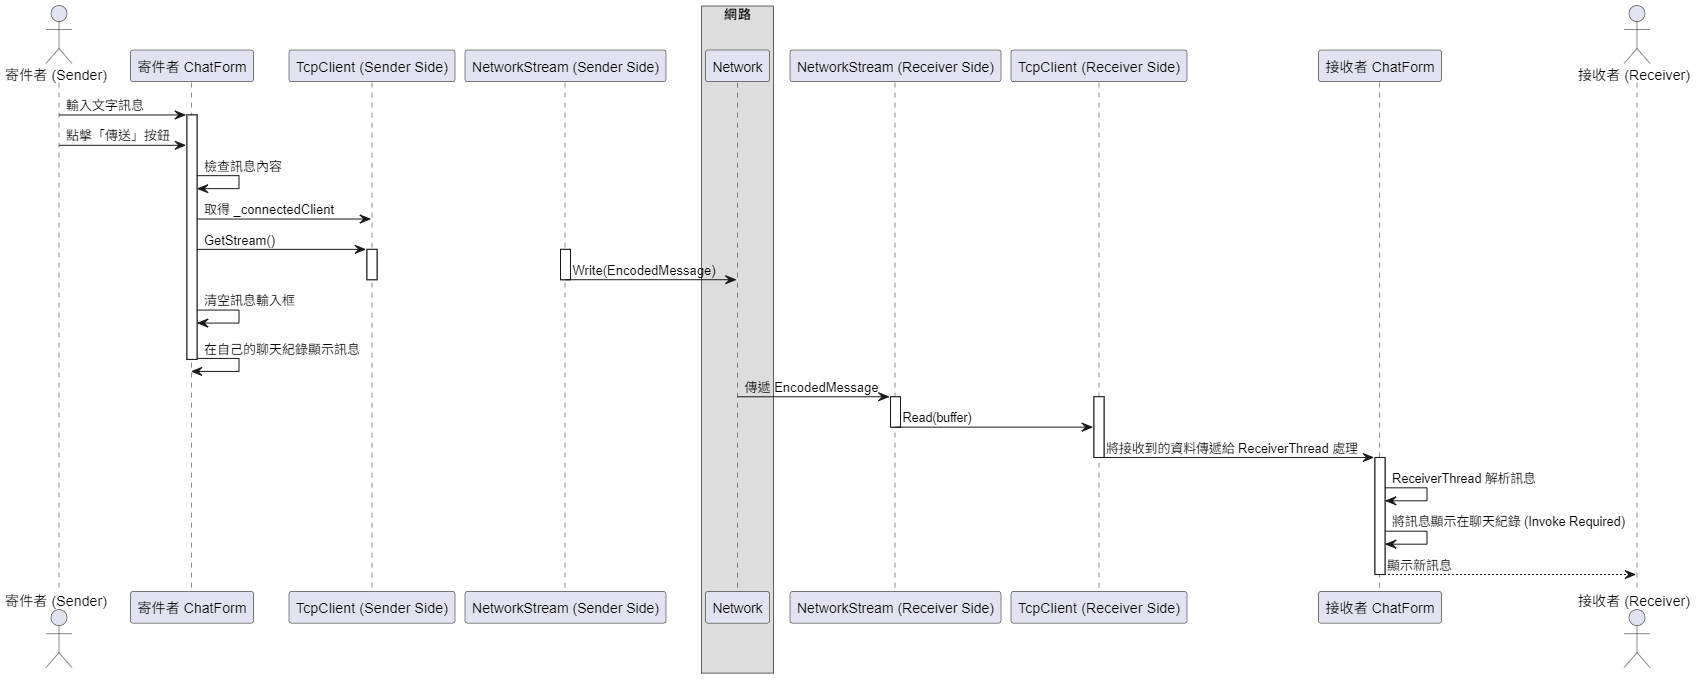 網路
寄件者 (Sender)
寄件者 ChatForm
TcpClient (Sender Side)
NetworkStream (Sender Side)
Network
NetworkStream (Receiver Side)
TcpClient (Receiver Side)
接收者 ChatForm
接收者 (Receiver)
輸入文字訊息
點擊「傳送」按鈕
檢查訊息內容
取得 _connectedClient
GetStream()
Write(EncodedMessage)
清空訊息輸入框
在自己的聊天紀錄顯示訊息
傳遞 EncodedMessage
Read(buffer)
將接收到的資料傳遞給 ReceiverThread 處理
ReceiverThread 解析訊息
將訊息顯示在聊天紀錄 (Invoke Required)
顯示新訊息
寄件者 (Sender)
寄件者 ChatForm
TcpClient (Sender Side)
NetworkStream (Sender Side)
Network
NetworkStream (Receiver Side)
TcpClient (Receiver Side)
接收者 ChatForm
接收者 (Receiver)